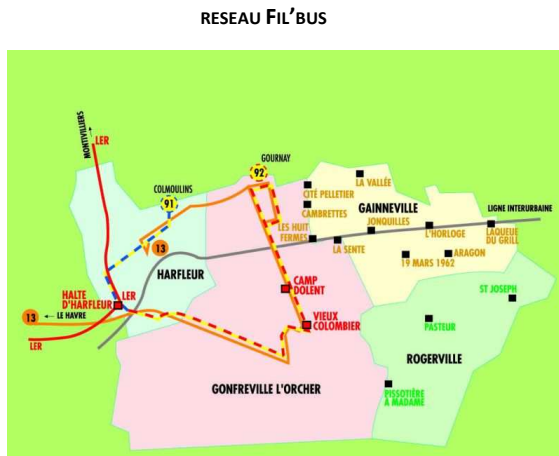 RESEAU FIL'BUS
LER
MONTIVILLIERS
COLMOULINS
91
GOURNAY
92
LA VALLÉE
CITÉ PELLETIER
GAINNEVILLE
CAMBRETTES
JONQUILLES
LIGNE INTERURBAINE
LES HUIT
FERMES
L'HORLOGE
LAQUEUE
DU GRILL
LA SENTE
13
HARFLEUR
19 MARS 1962
ARAGON
CAMP
DOLENT
ST JOSEPH
HALTE
D'HARFLEUR
LER
13
LE HAVRE
VIEUX
COLOMBIER
PASTEUR
LER
ROGERVILLE
GONFREVILLE L'ORCHER
PISSOTIÈRE
À MADAME